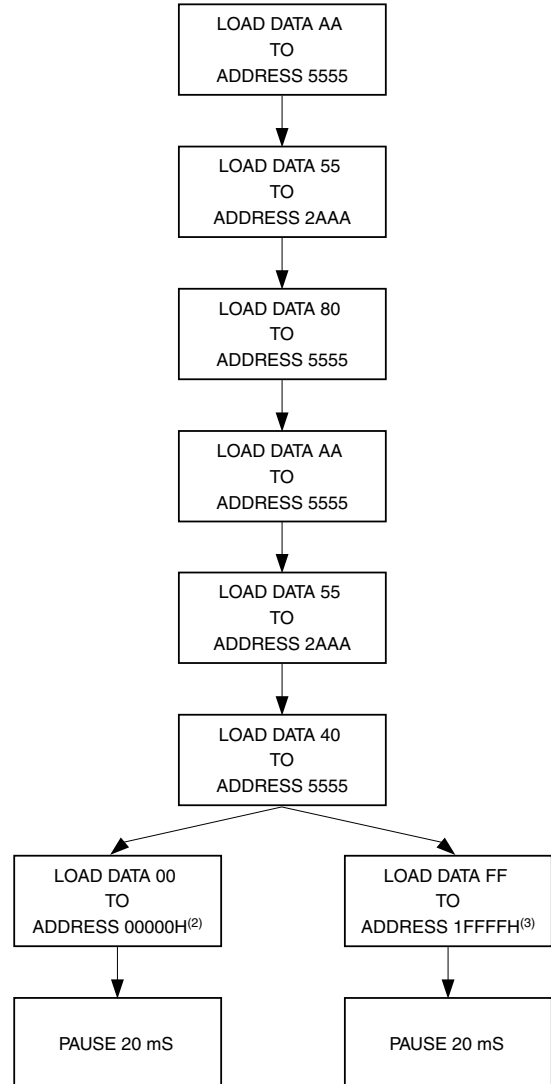 LOAD DATA AA
TO
ADDRESS 5555
LOAD DATA 55
TO
ADDRESS 2AAA
LOAD DATA 80
TO
ADDRESS 5555
LOAD DATA AA
TO
ADDRESS 5555
LOAD DATA 55
TO
ADDRESS 2AAA
LOAD DATA 40
TO
ADDRESS 5555
LOAD DATA 00
TO
ADDRESS 00000H(2)
PAUSE 20 mS
LOAD DATA FF
TO
ADDRESS 1FFFFH(3)
PAUSE 20 mS